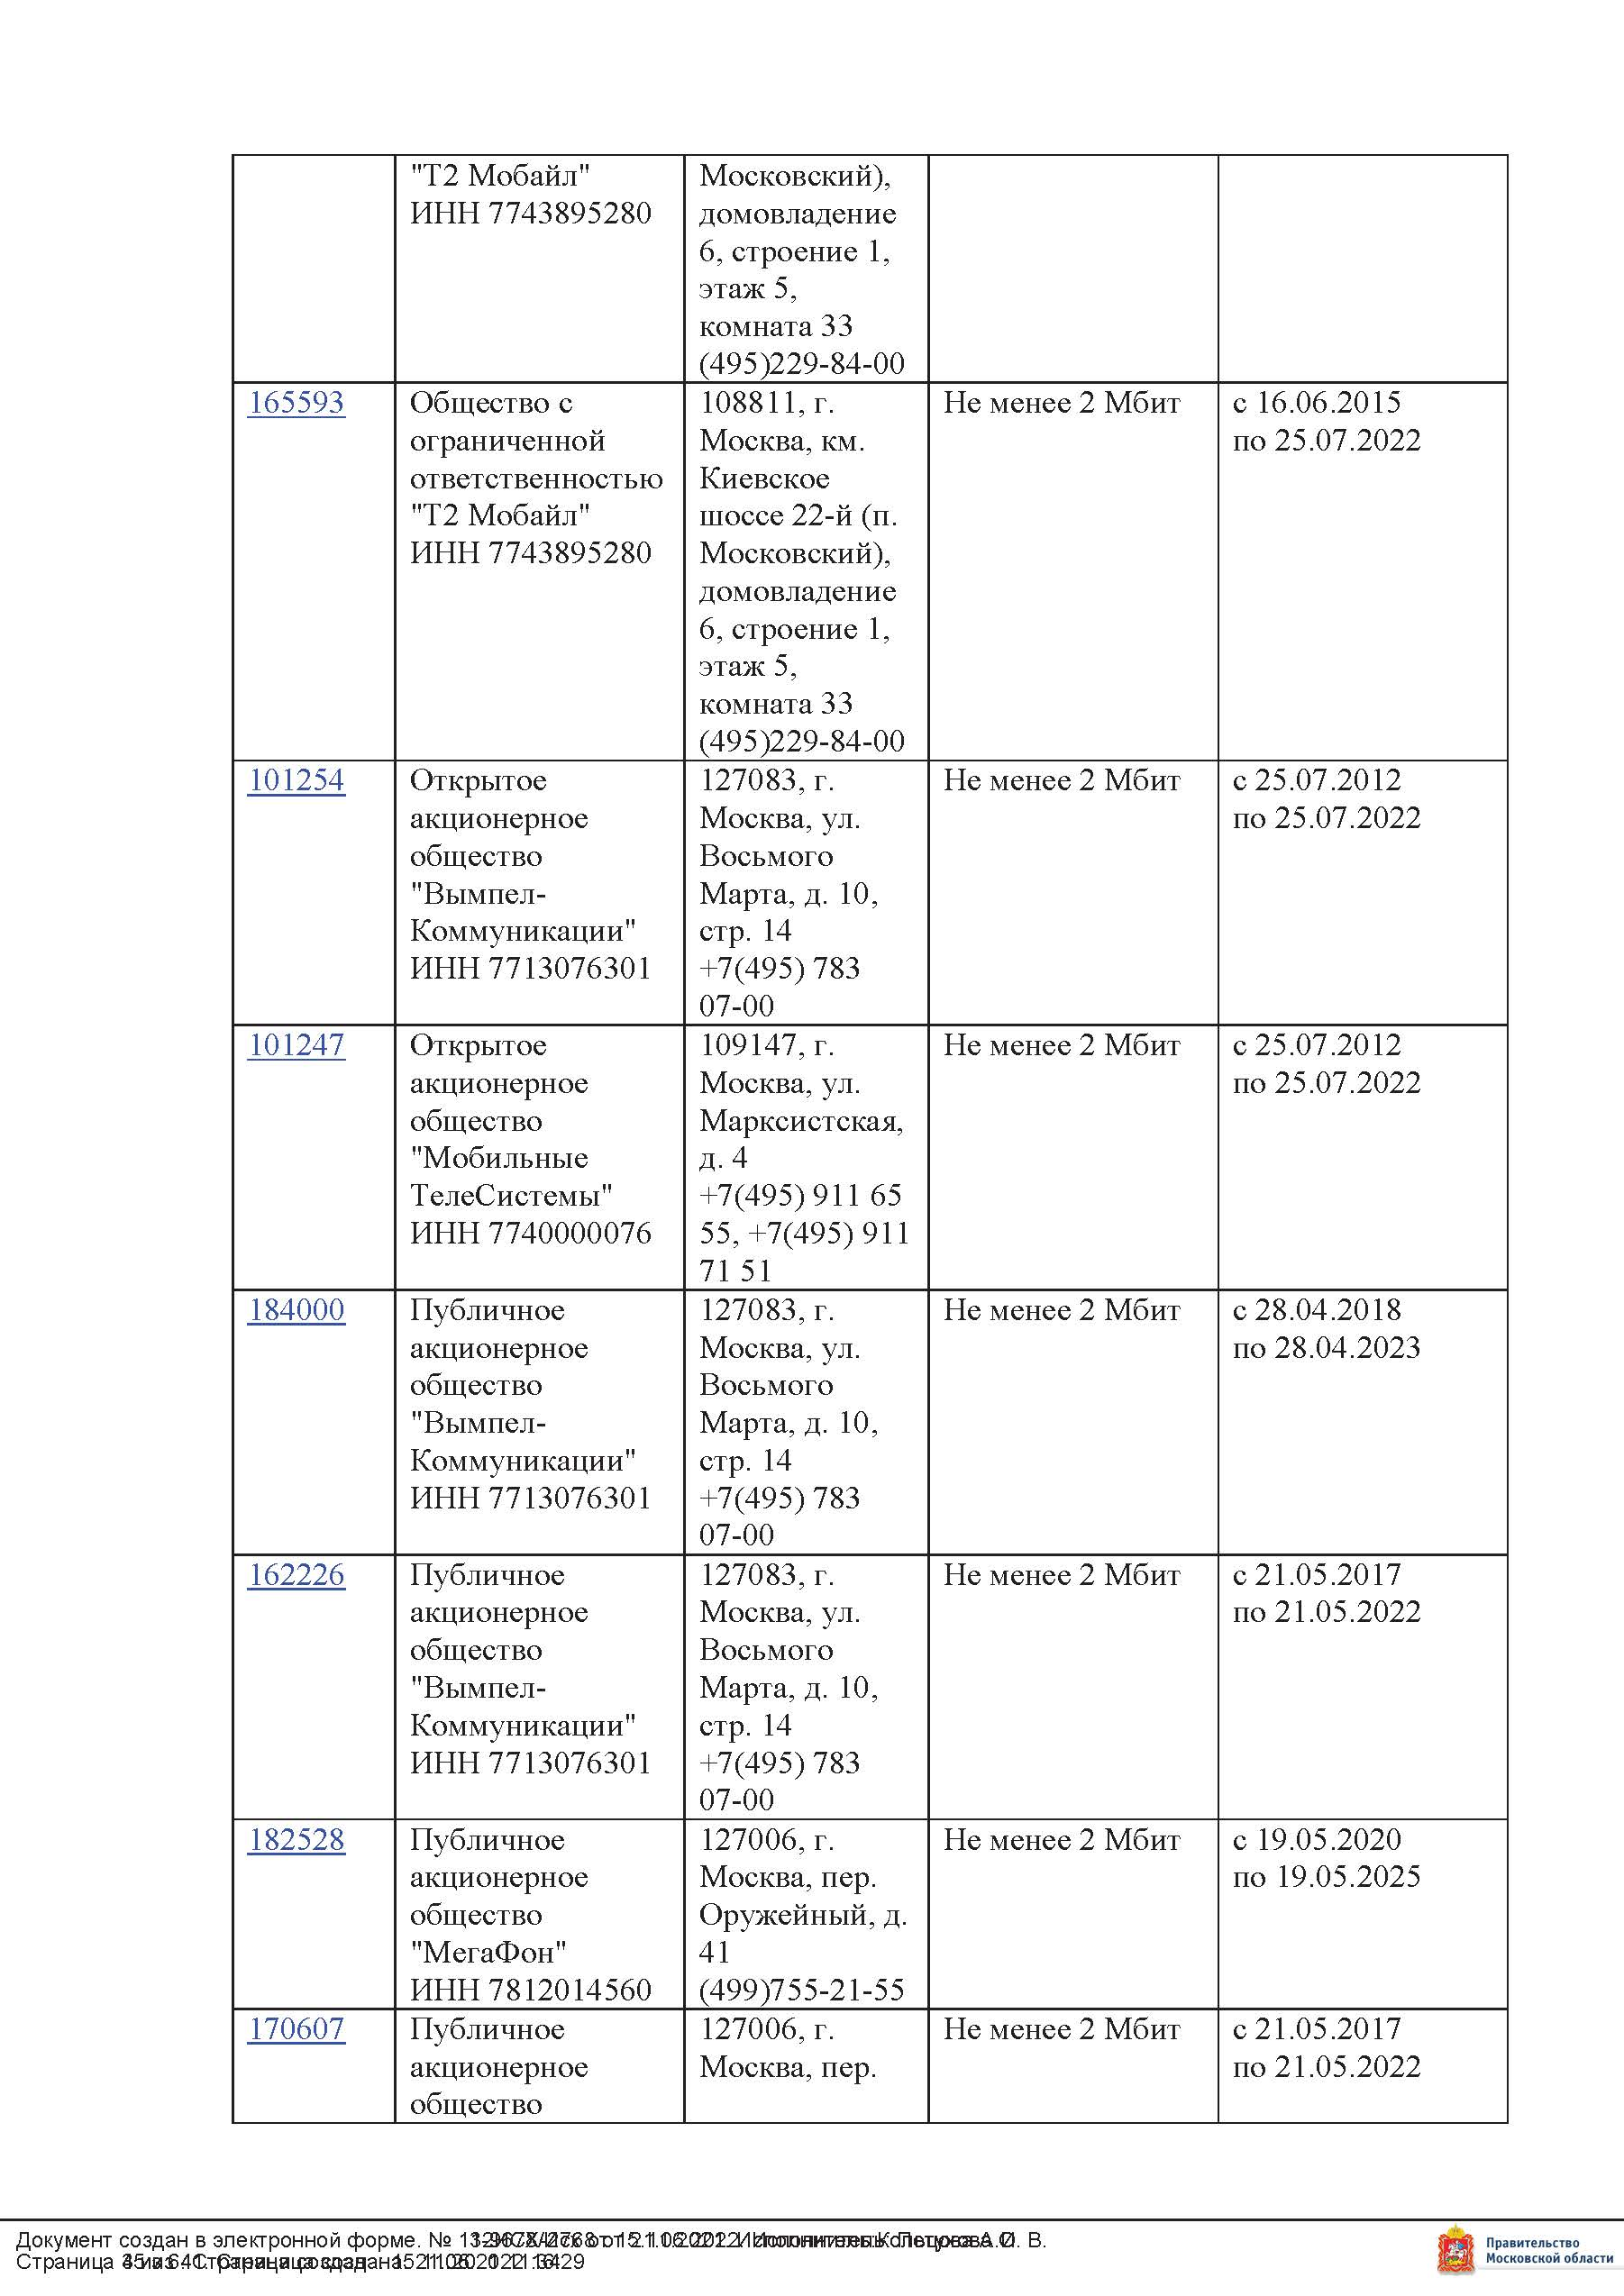 "Т2 Мобайл"
ИНН 7743895280
Московский),
домовладение
6, строение 1,
этаж 5,
комната 33
(495)229-84-00
165593
Общество с
ограниченной
ответственностью
"Т2 Мобайл"
ИНН 7743895280
108811, г.
Москва, км.
Киевское
шоссе 22-й (п.
Московский),
домовладение
6, строение 1,
этаж 5,
комната 33
(495)229-84-00
Не менее 2 Мбит
с 16.06.2015
по 25.07.2022
101254
Открытое
акционерное
общество
"Вымпел-
Коммуникации"
ИНН 7713076301
127083, г.
Москва, ул.
Восьмого
Марта, д. 10,
стр. 14
+7(495) 783
07-00
Не менее 2 Мбит
с 25.07.2012
по 25.07.2022
101247
Открытое
акционерное
общество
"Мобильные
ТелеСистемы"
ИНН 7740000076
109147, г.
Москва, ул.
Марксистская,
д. 4
+7(495) 911 65
55, +7(495) 911
71 51
Не менее 2 Мбит
с 25.07.2012
по 25.07.2022
184000
Публичное
акционерное
общество
"Вымпел-
Коммуникации"
ИНН 7713076301
127083, г.
Москва, ул.
Восьмого
Марта, д. 10,
стр. 14
+7(495) 783
07-00
Не менее 2 Мбит
с 28.04.2018
по 28.04.2023
162226
Публичное
акционерное
общество
"Вымпел-
Коммуникации"
ИНН 7713076301
127083, г.
Москва, ул.
Восьмого
Марта, д. 10,
стр. 14
+7(495) 783
07-00
Не менее 2 Мбит
с 21.05.2017
по 21.05.2022
182528
Публичное
акционерное
общество
"МегаФон"
ИНН 7812014560
127006, г.
Москва, пер.
Оружейный, д.
41
(499)755-21-55
Не менее 2 Мбит
с 19.05.2020
по 19.05.2025
170607
Публичное
акционерное
общество
127006, г.
Москва, пер.
Не менее 2 Мбит
с 21.05.2017
по 21.05.2022
Документ создан в электронной форме. №
Страница
Правительство
Московской области